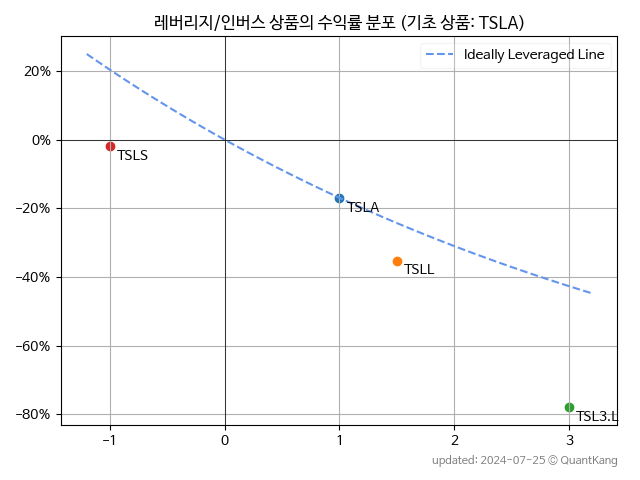 레버리지/인버스 상품의 수익률 분포 (기초 상품: TSLA)
Ideally Leveraged Line
20%
0%
−20%
−40%
−60%
−80%
TSLS
TSLA
TSLL
TSL3.L
−1
0
1
2
3
updated: 2024-07-25 © QuantKang